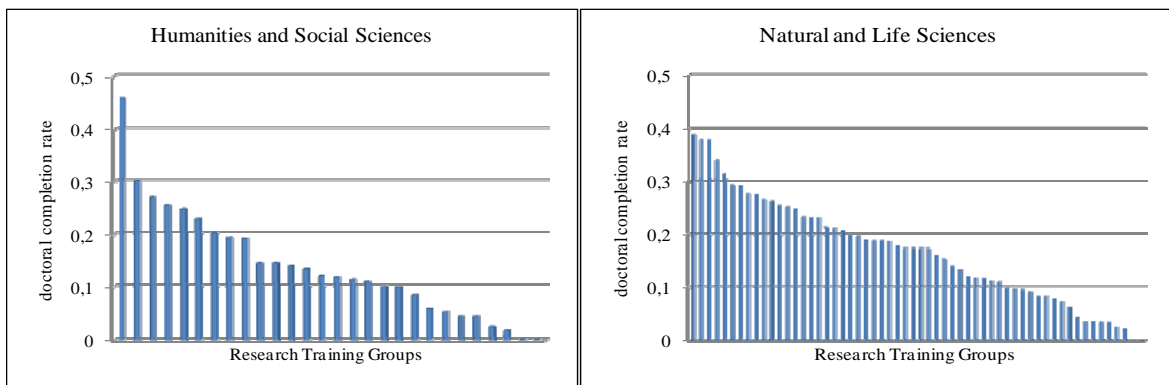 Humanities and Social Sciences
0,5
0,4
0,3
0,2
0,1
0
doctoral completion rate
Research Training Groups
Natural and Life Sciences
0,5
0,4
0,3
0,2
0,1
0
doctoral completion rate
Research Training Groups